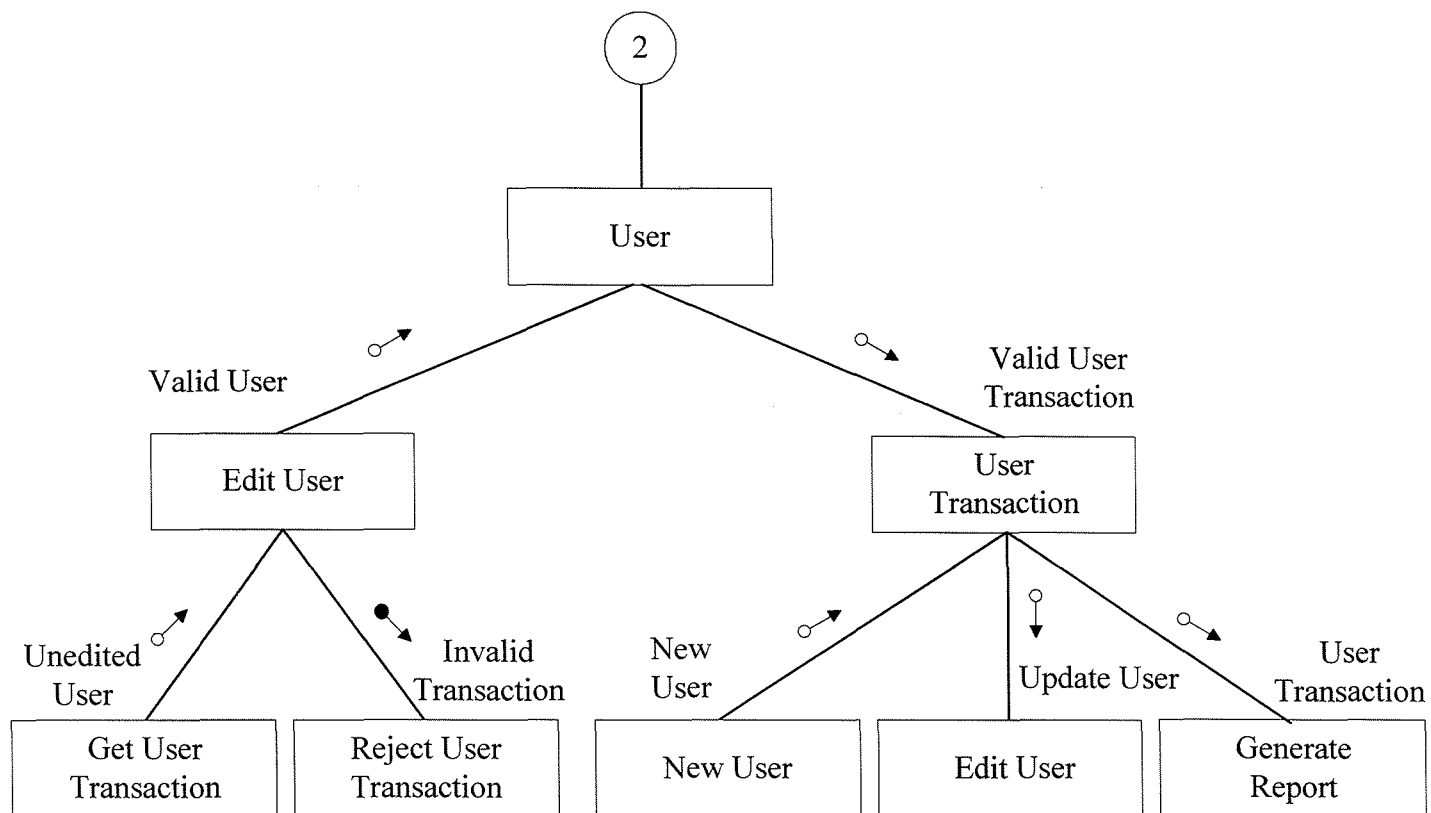 2
User
Valid User
Valid User
Transaction
Edit User
User
Transaction
Unedited
User
Invalid
Transaction
New
User
Update User
User
Transaction
Get User
Transaction
Reject User
Transaction
New User
Edit User
Generate
Report